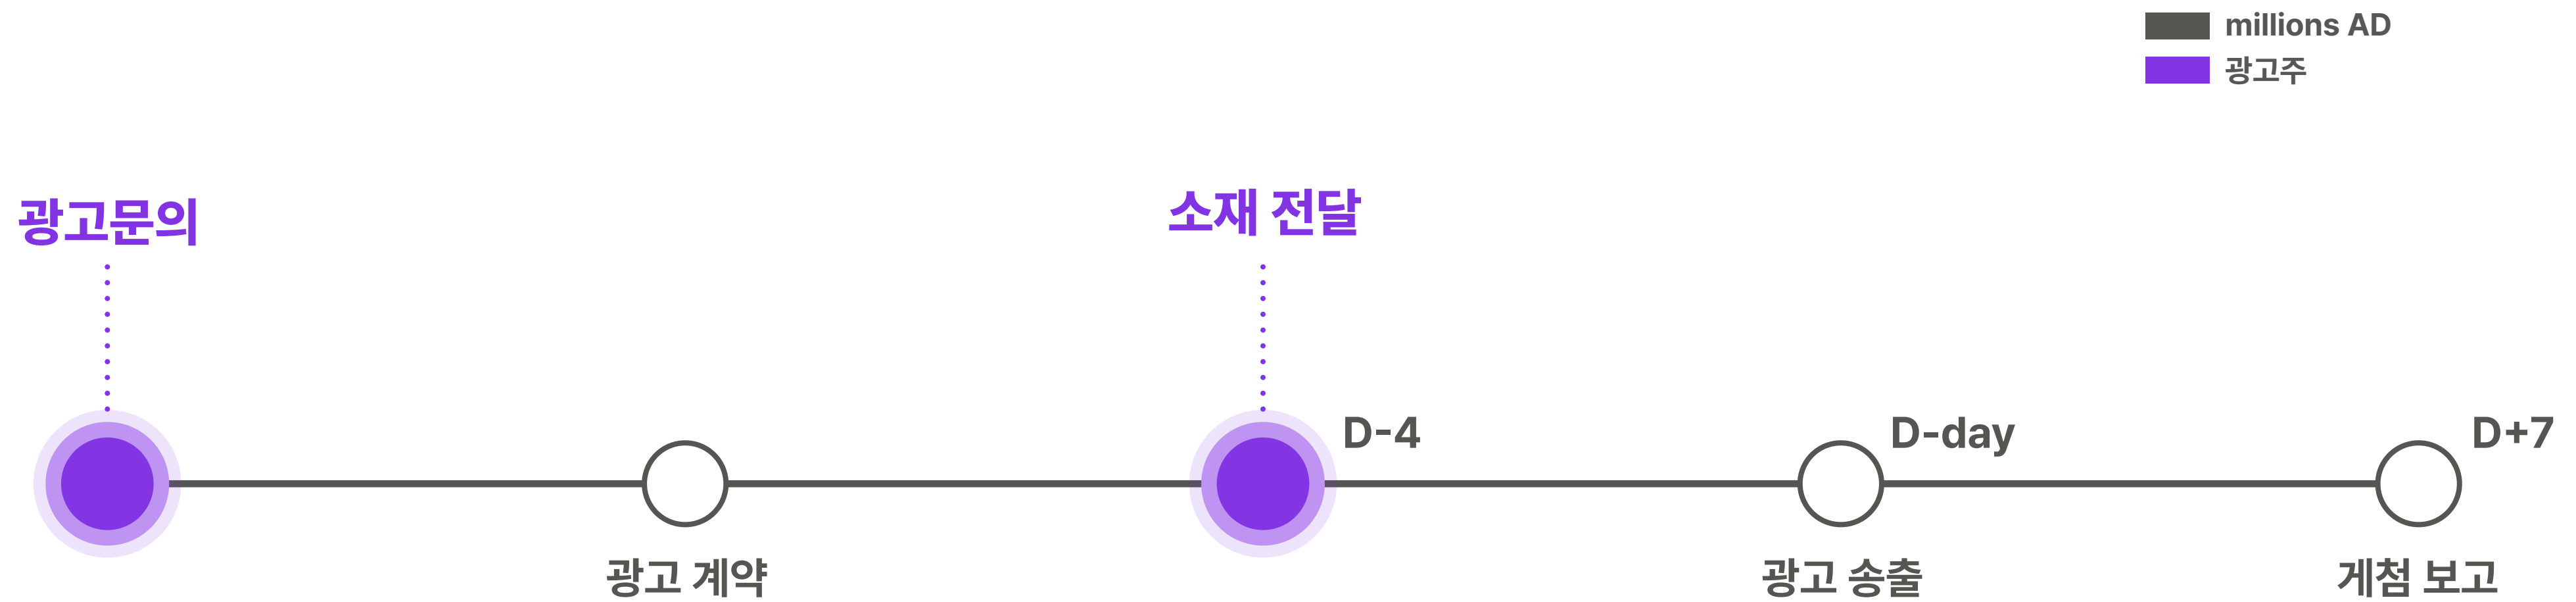 millions AD
광고주
광고문의
소재 전달
D-4
D-day
D+7
광고 계약
광고 송출
게첨 보고